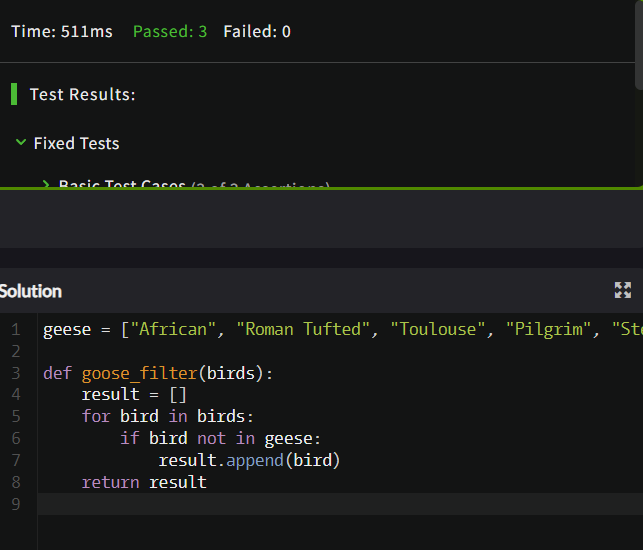 Time: 511ms Passed: 3 Failed: 0
Test Results:
Fixed Tests
Basic Test Cases
Solution
1 geese = ["African", "Roman Tufted", "Toulouse", "Pilgrim", "Ste
2
3 def goose_filter(birds):
4     result = []
5     for bird in birds:
6         if bird not in geese:
7             result.append(bird)
8     return result
9